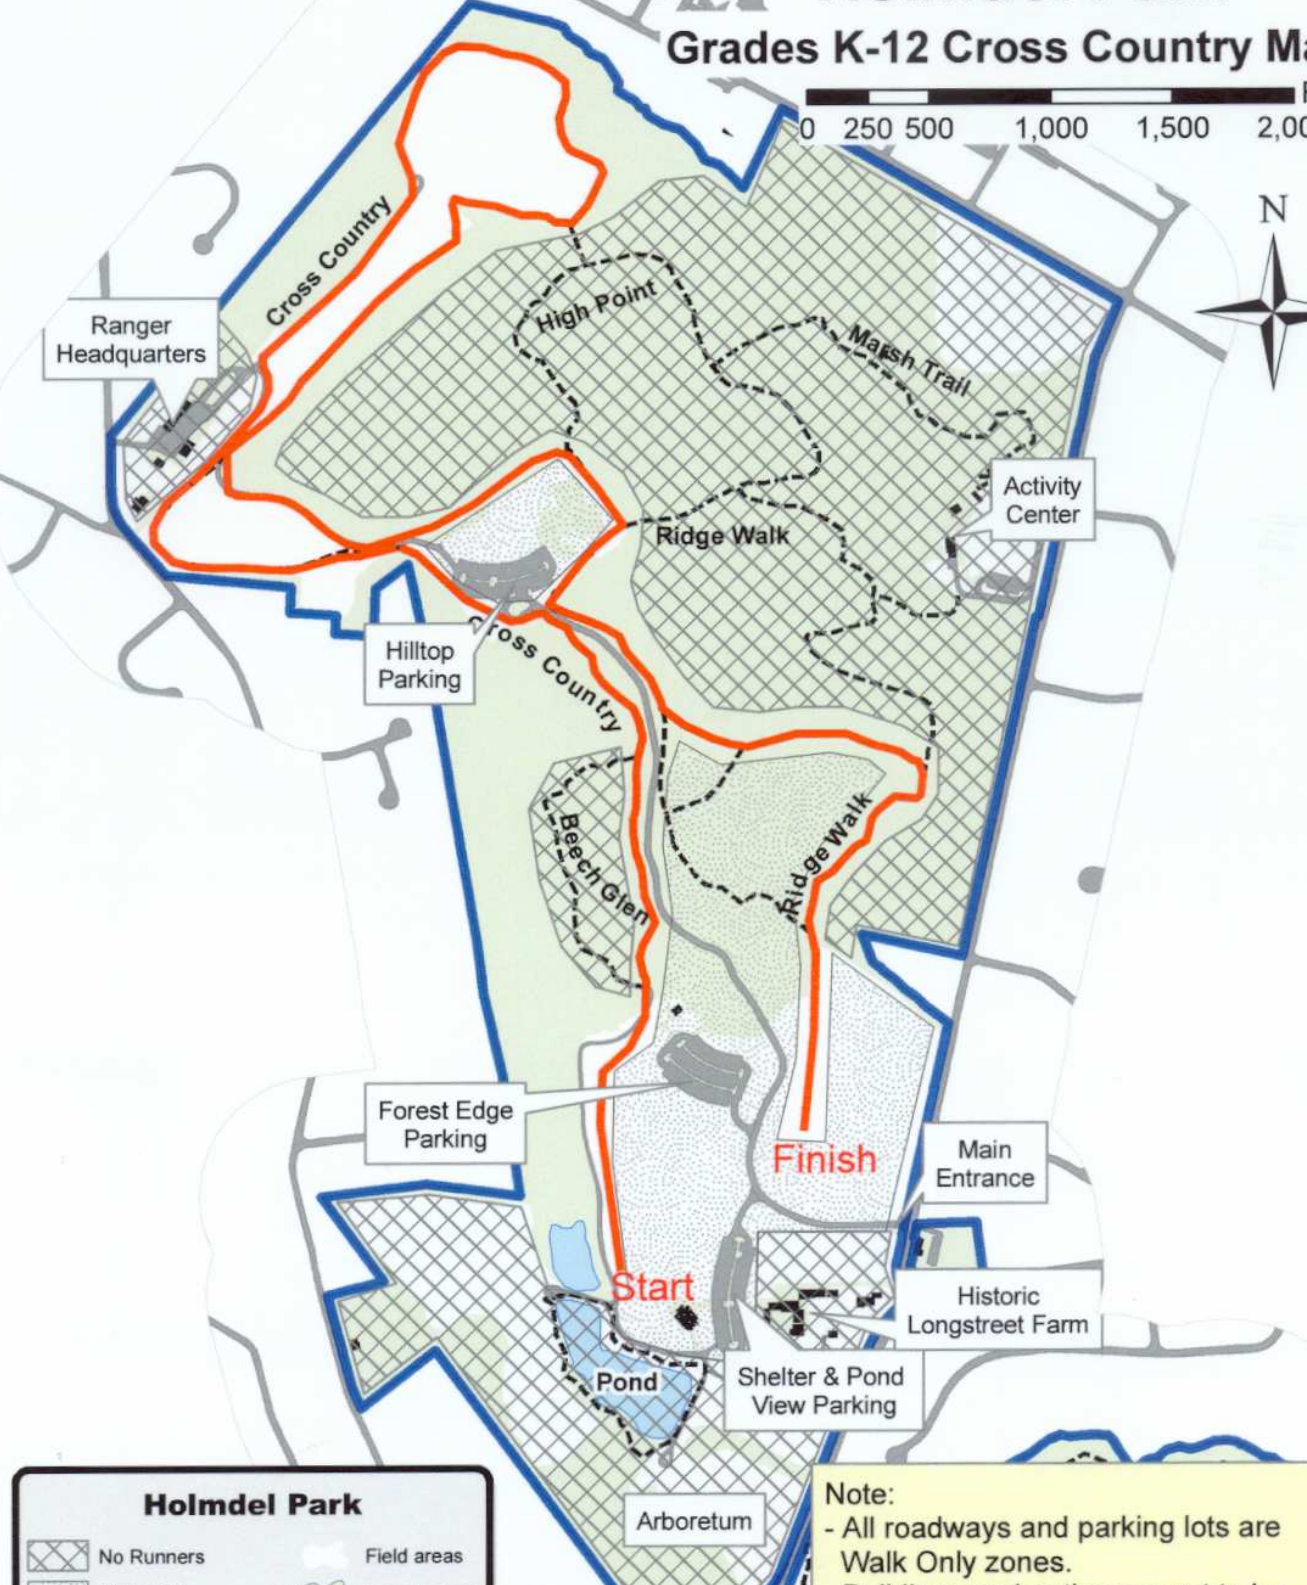 Grades K-12 Cross Country Ma
0 250 500 1,000 1,500 2,00
N
Cross Country
Ranger
Headquarters
High Point
Marsh Trail
Activity
Center
Ridge Walk
Hilltop
Parking
Cross Country
Beech Glen
Ridge Walk
Forest Edge
Parking
Finish
Main
Entrance
Start
Historic
Longstreet Farm
Pond
Shelter & Pond
View Parking
Arboretum
Holmdel Park
No Runners
Field areas
Note:
- All roadways and parking lots are
Walk Only zones.